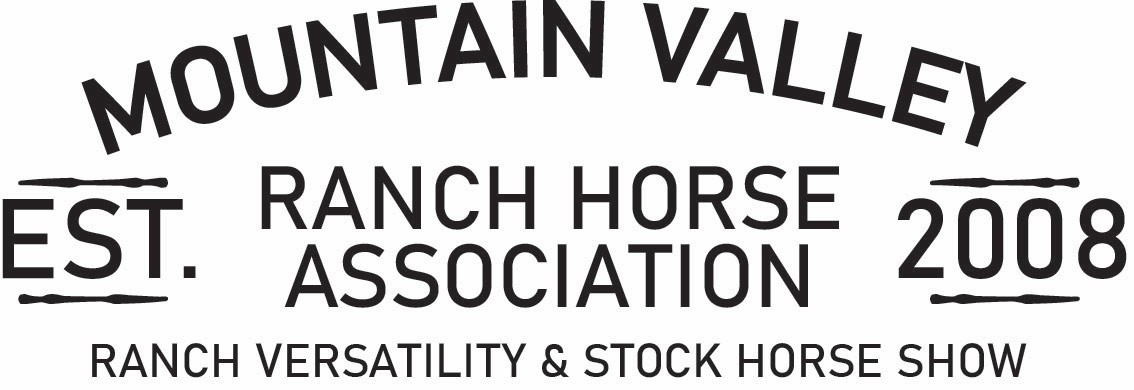 MOUNTAIN VALLEY
EST.
RANCH HORSE
ASSOCIATION
2008
RANCH VERSATILITY & STOCK HORSE SHOW